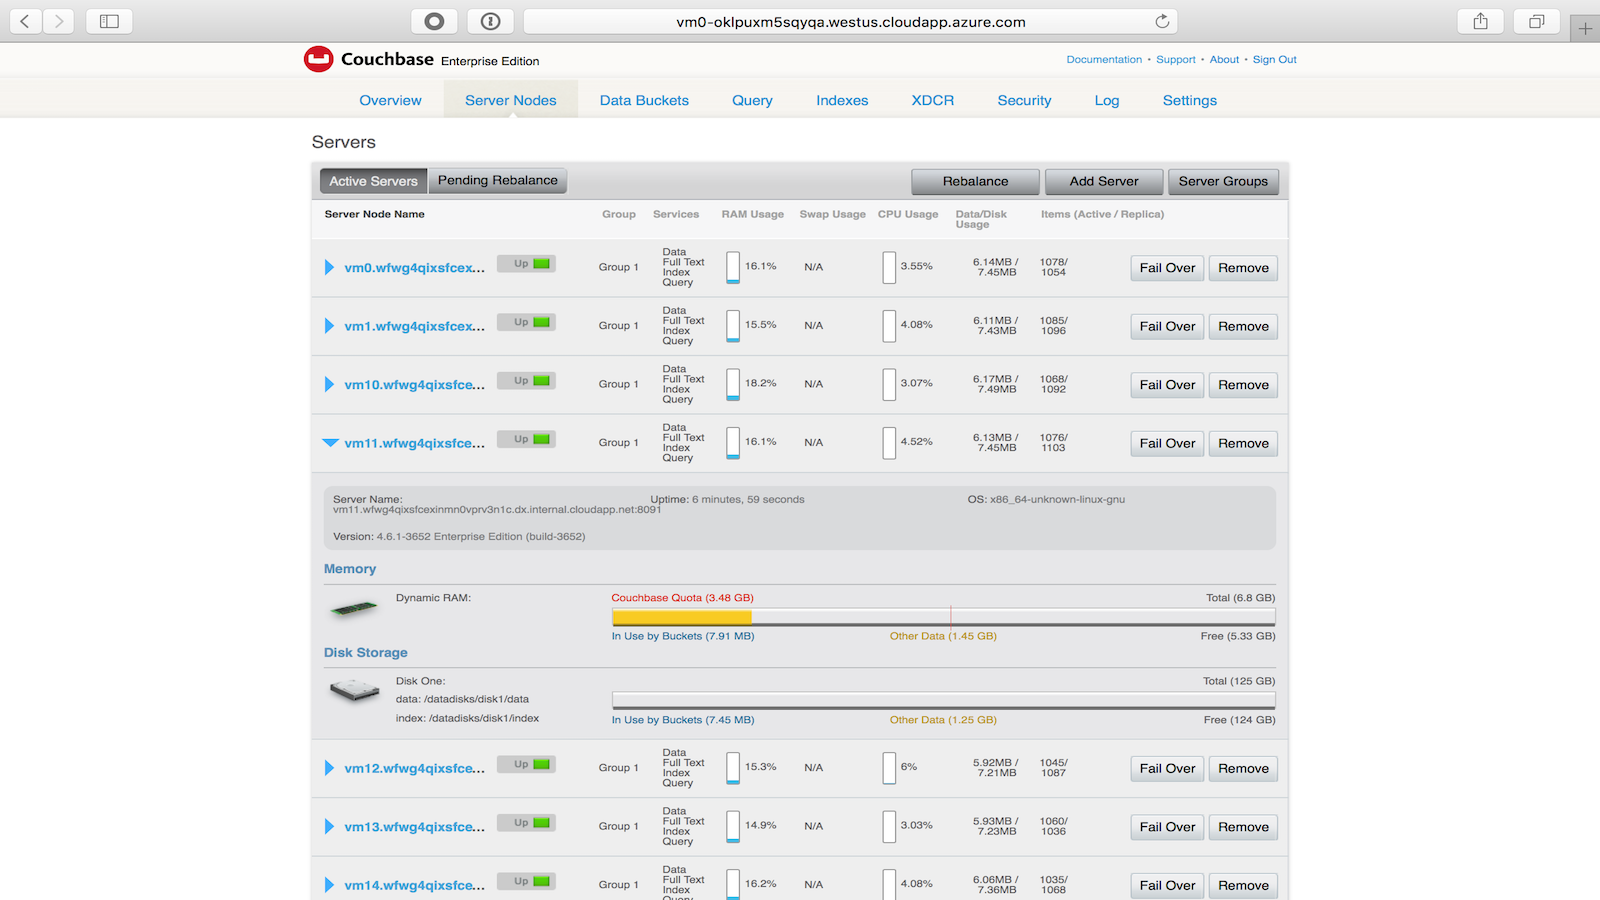 vm0-oklpuxm5sqyqa.westus.cloudapp.azure.com
Couchbase Enterprise Edition
Documentation • Support • About • Sign Out
Overview Server Nodes Data Buckets Query Indexes XDCR Security Log Settings
Servers
Active Servers Pending Rebalance Rebalance Add Server Server Groups
Server Node Name Group Services RAM Usage Swap Usage CPU Usage Data/Disk Usage Items (Active / Replica)
vm0.wfwg4qixsfcex... Up Group 1 Data Full Text Index Query 16.1% N/A 3.55% 6.14MB / 7.45MB 1078/ 1054 Fail Over Remove
vm1.wfwg4qixsfcex... Up Group 1 Data Full Text Index Query 15.5% N/A 4.08% 6.11MB / 7.43MB 1085/ 1096 Fail Over Remove
vm10.wfwg4qixsfce... Up Group 1 Data Full Text Index Query 18.2% N/A 3.07% 6.17MB / 7.49MB 1068/ 1092 Fail Over Remove
vm11.wfwg4qixsfce... Up Group 1 Data Full Text Index Query 16.1% N/A 4.52% 6.13MB / 7.45MB 1076/ 1103 Fail Over Remove
Server Name: Uptime: 6 minutes, 59 seconds OS: x86_64-unknown-linux-gnu
vm11.wfwg4qixsfcexinmn0vprv3n1c.dx.internal.cloudapp.net:8091
Version: 4.6.1-3652 Enterprise Edition (build-3652)
Memory
Dynamic RAM: Couchbase Quota (3.48 GB) Total (6.8 GB)
In Use by Buckets (7.91 MB) Other Data (1.45 GB) Free (5.33 GB)
Disk Storage
Disk One: Total (125 GB)
data: /datadisks/disk1/data
index: /datadisks/disk1/index In Use by Buckets (7.45 MB) Other Data (1.25 GB) Free (124 GB)
vm12.wfwg4qixsfce... Up Group 1 Data Full Text Index Query 15.3% N/A 6% 5.92MB / 7.21MB 1045/ 1087 Fail Over Remove
vm13.wfwg4qixsfce... Up Group 1 Data Full Text Index Query 14.9% N/A 3.03% 5.93MB / 7.23MB 1060/ 1036 Fail Over Remove
vm14.wfwg4qixsfce... Up Group 1 Data Full Text Index Query 16.2% N/A 4.08% 6.06MB / 7.36MB 1035/ 1068 Fail Over Remove